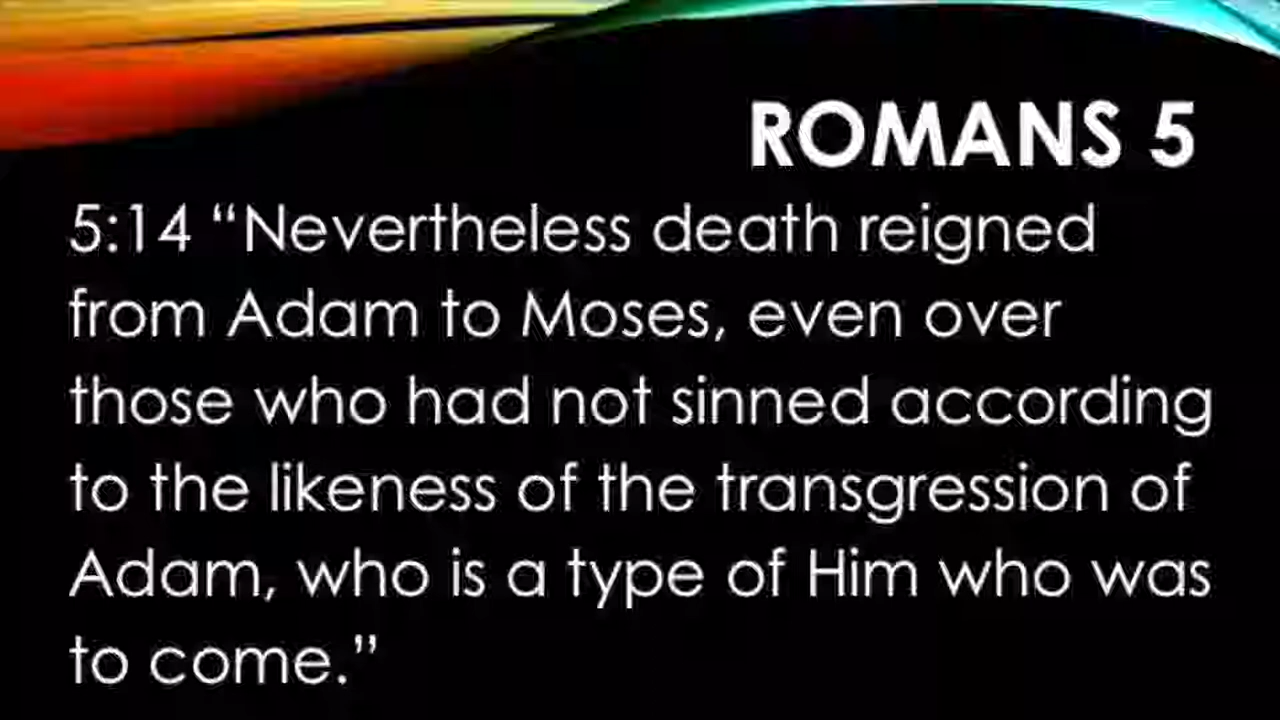 ROMANS 5
5:14 “Nevertheless death reigned
from Adam to Moses, even over
those who had not sinned according
to the likeness of the transgression of
Adam, who is a type of Him who was
to come.”